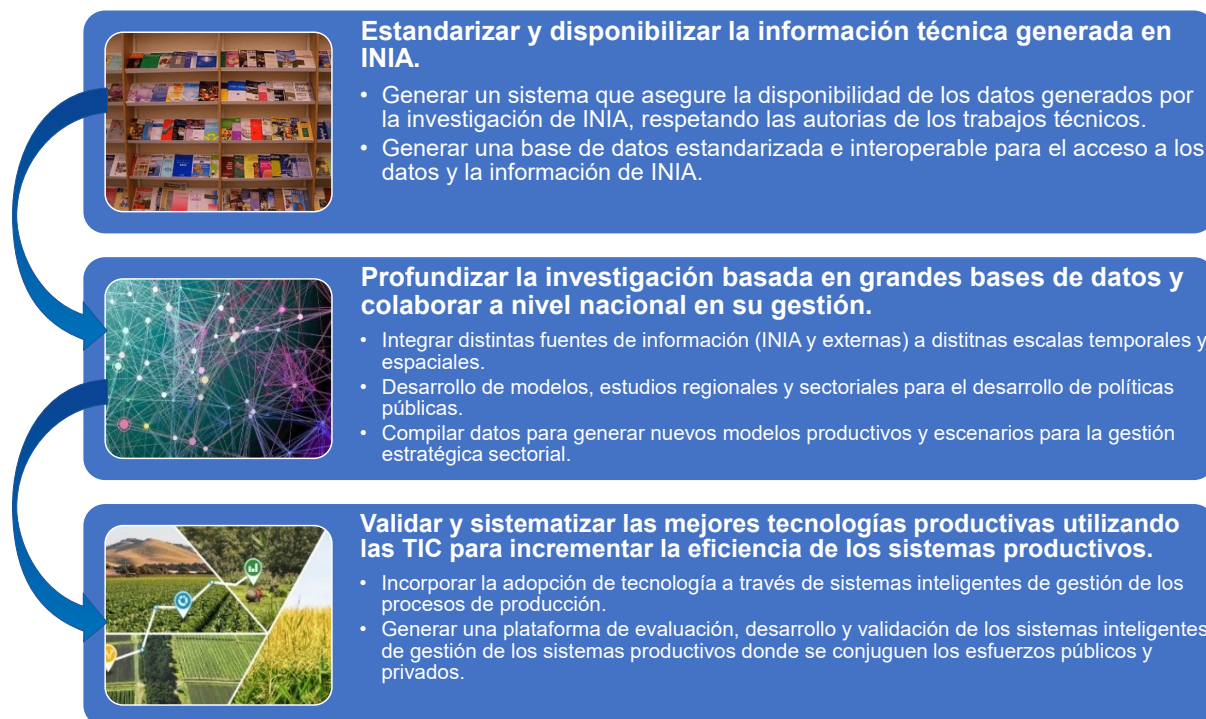 Estandarizar y disponibilizar la información técnica generada en
INIA.
• Generar un sistema que asegure la disponibilidad de los datos generados por
la investigación de INIA, respetando las autorias de los trabajos técnicos.
• Generar una base de datos estandarizada e interoperable para el acceso a los
datos y la información de INIA.
Profundizar la investigación basada en grandes bases de datos y
colaborar a nivel nacional en su gestión.
• Integrar distintas fuentes de información (INIA y externas) a distitnas escalas temporales y
espaciales.
• Desarrollo de modelos, estudios regionales y sectoriales para el desarrollo de políticas
públicas.
• Compilar datos para generar nuevos modelos productivos y escenarios para la gestión
estratégica sectorial.
Validar y sistematizar las mejores tecnologías productivas utilizando
las TIC para incrementar la eficiencia de los sistemas productivos.
• Incorporar la adopción de tecnología a través de sistemas inteligentes de gestión de los
procesos de producción.
• Generar una plataforma de evaluación, desarrollo y validación de los sistemas inteligentes
de gestión de los sistemas productivos donde se conjuguen los esfuerzos públicos y
privados.